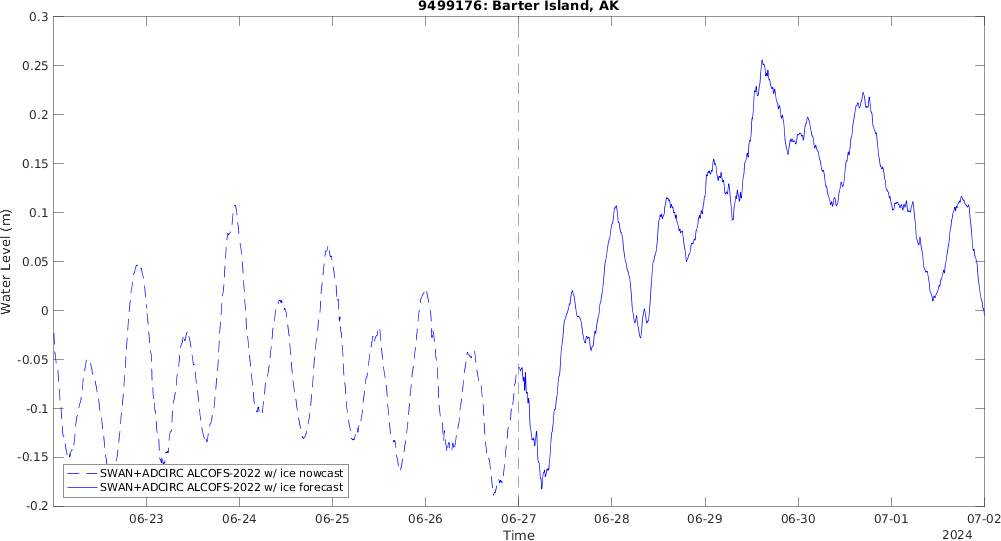 9499176: Barter Island, AK
0.3
0.25
0.2
0.15
0.1
0.05
0
-0.05
-0.1
-0.15
-0.2
Water Level (m)
SWAN+ADCIRC ALCOFS-2022 w/ ice nowcast
SWAN+ADCIRC ALCOFS-2022 w/ ice forecast
06-23 06-24 06-25 06-26 06-27 06-28 06-29 06-30 07-01 07-02
Time
2024